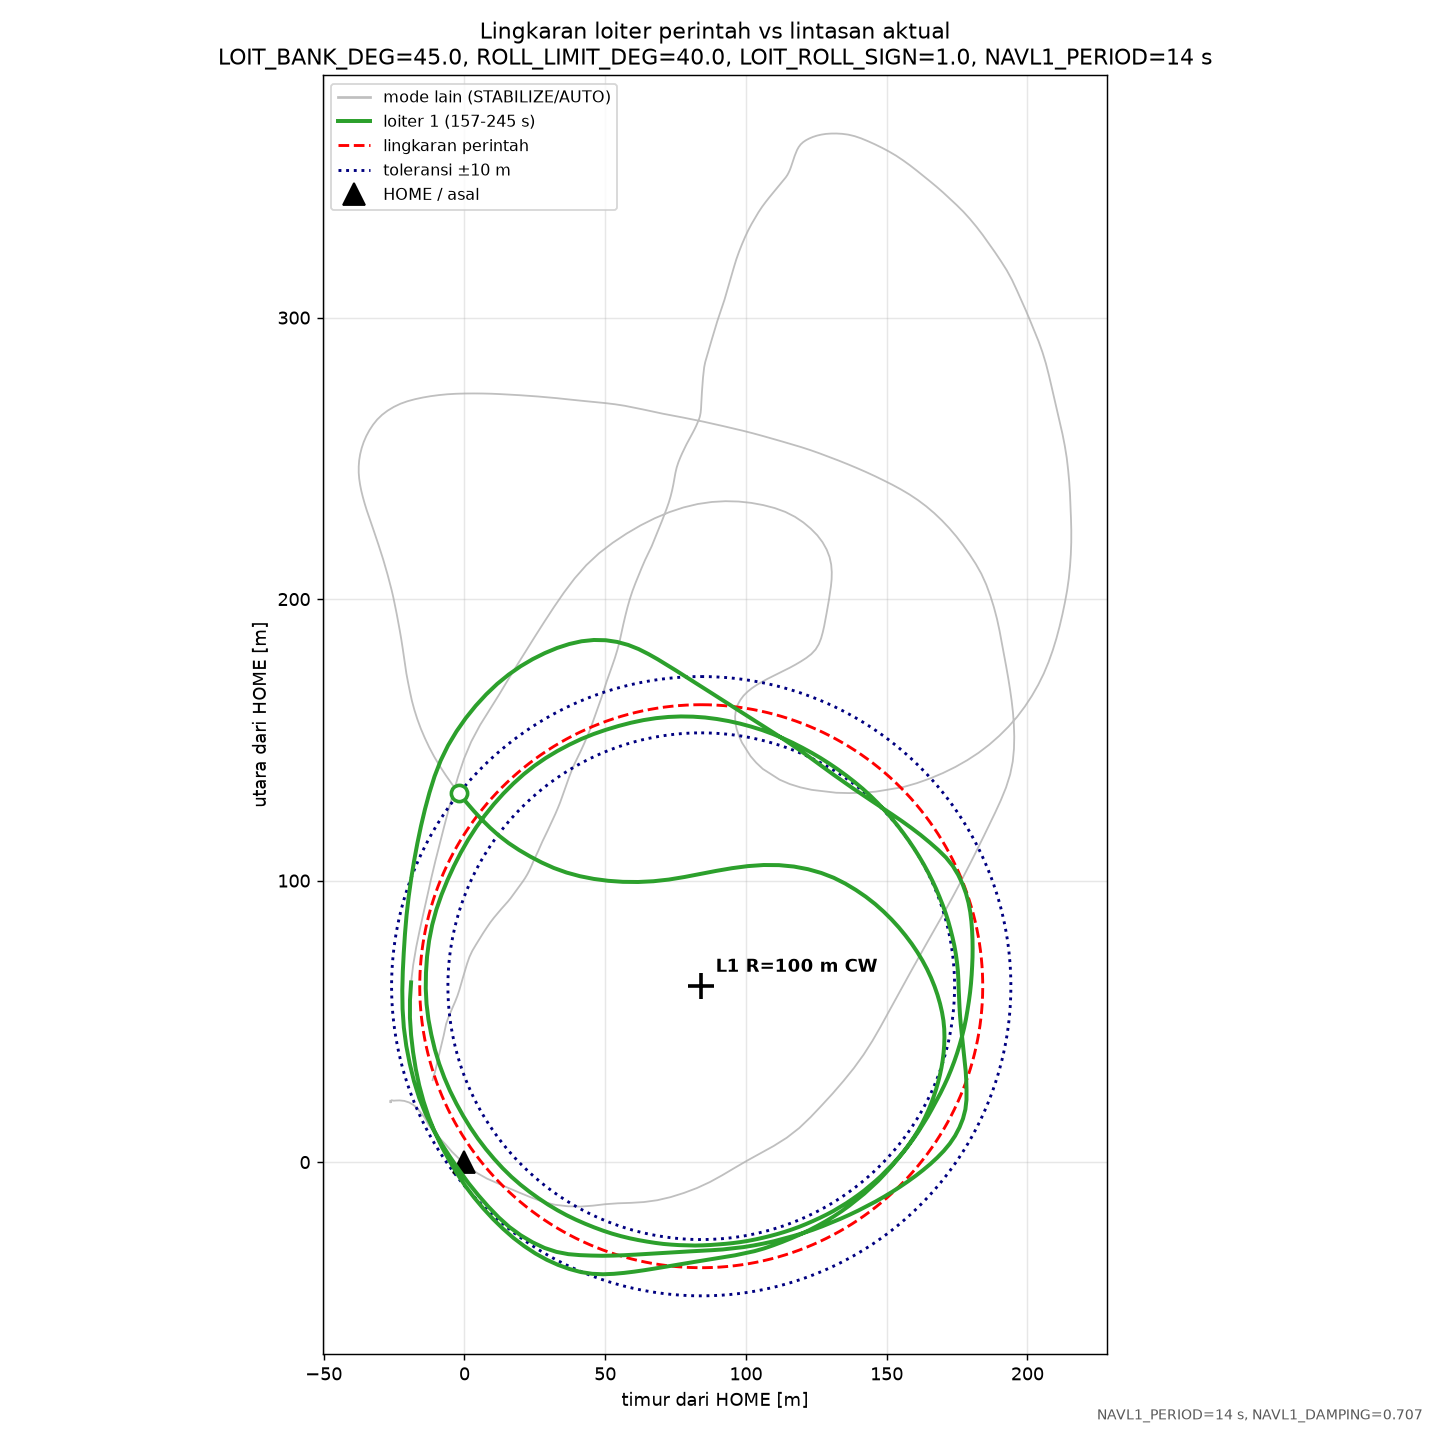 Lingkaran loiter perintah vs lintasan aktual
LOIT_BANK_DEG=45.0, ROLL_LIMIT_DEG=40.0, LOIT_ROLL_SIGN=1.0, NAVL1_PERIOD=14 s
mode lain (STABILIZE/AUTO)
loiter 1 (157-245 s)
lingkaran perintah
toleransi ±10 m
HOME / asal
300
200
100
0
utara dari HOME [m]
L1 R=100 m CW
−50
0
50
100
150
200
timur dari HOME [m]
NAVL1_PERIOD=14 s, NAVL1_DAMPING=0.707